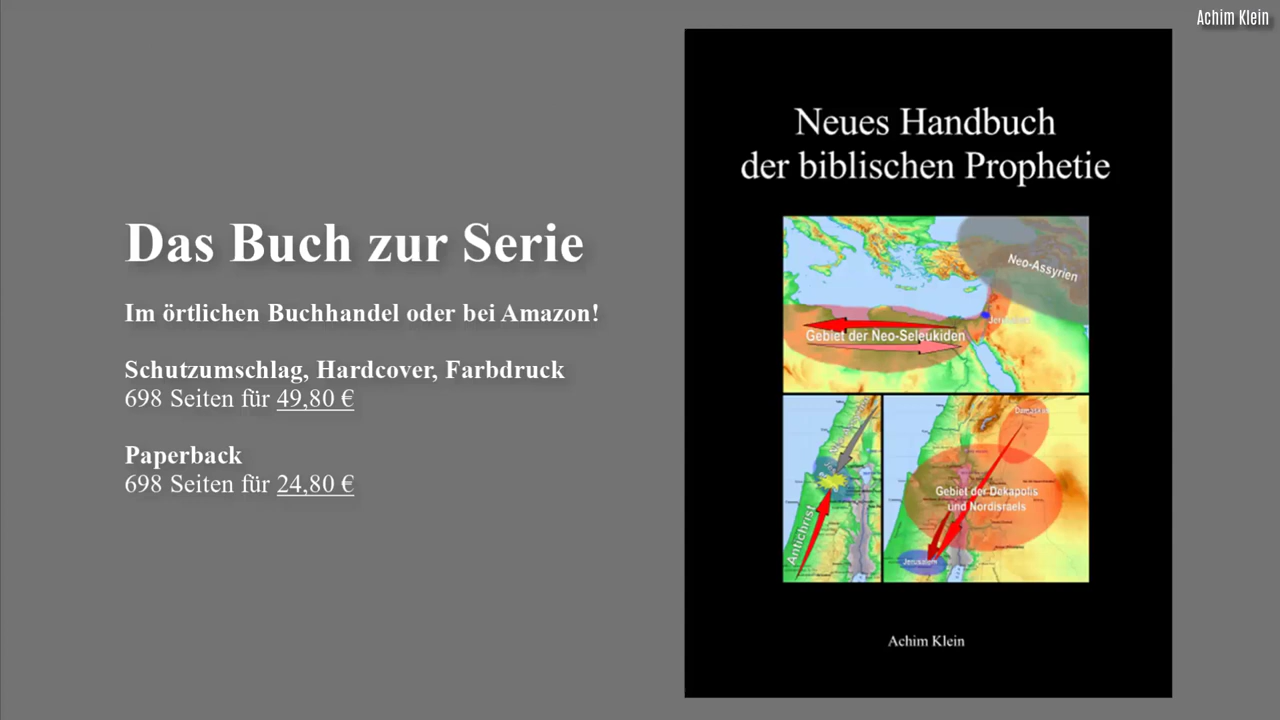 Achim Klein
Das Buch zur Serie
Im örtlichen Buchhandel oder bei Amazon!
Schutzumschlag, Hardcover, Farbdruck
698 Seiten für 49,80 €
Paperback
698 Seiten für 24,80 €
Neues Handbuch
der biblischen Prophetie
Neo-Assyrien
Jerusalem
Gebiet der Neo-Seleukiden
Damaskus
Gebiet der Dekapolis
und Nordisraels
Antichrist
Jerusalem
Achim Klein